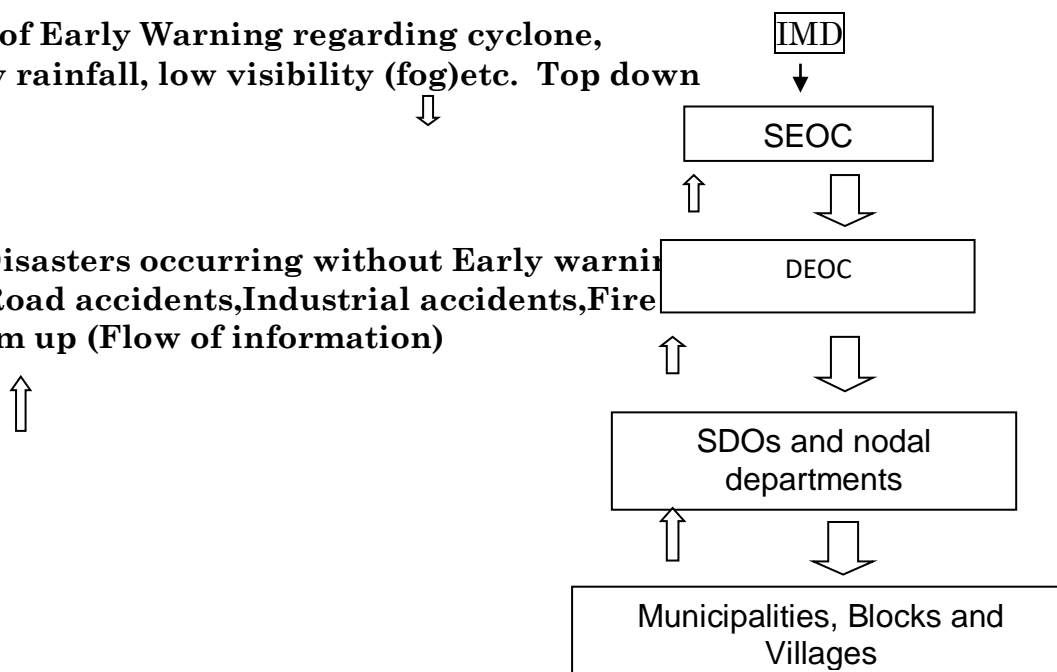 of Early Warning regarding cyclone,
rainfall, low visibility (fog)etc. Top down
IMD
SEOC
isasters occurring without Early warnin
DEOC
oad accidents,Industrial accidents,Fire
m up (Flow of information)
SDOs and nodal
departments
Municipalities, Blocks and
Villages